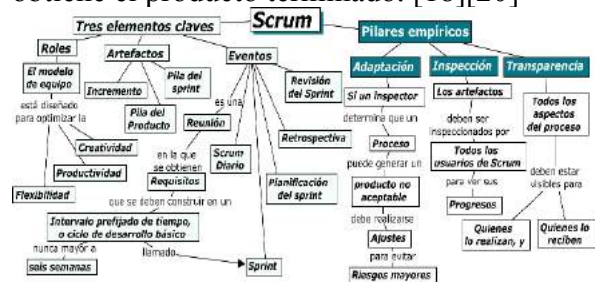 obtiene el producto terminado. [18][20]
Scrum
Tres elementos claves
Pilares empíricos
Roles
El modelo
de equipo
está diseñado
para optimizar la
Creatividad
Productividad
Flexibilidad
Artefactos
Incremento
Pila del
Producto
Pila del
sprint
Eventos
es una
Reunión
en la que
se obtienen
Requisitos
que se deben construir en un
Intervalo prefijado de tiempo,
o ciclo de desarrollo básico
nunca mayor a
seis semanas
llamado
Sprint
Scrum
Diario
Planificación
del sprint
Retrospectiva
Revisión
del Sprint
Adaptación
Si un inspector
determina que un
Proceso
puede generar un
producto no
aceptable
debe realizarse
Ajustes
para evitar
Riesgos mayores
Inspección
Los artefactos
deben ser
inspeccionados por
Todos los
usuarios de Scrum
para ver sus
Progresos
Transparencia
Todos los
aspectos
del proceso
deben estar
visibles para
Quienes
lo realizan, y
Quienes lo
reciben